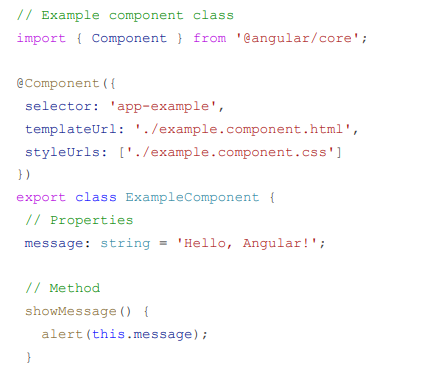 // Example component class
import { Component } from '@angular/core';
@Component({
selector: 'app-example',
templateUrl: './example.component.html',
styleUrls: ['./example.component.css']
})
export class ExampleComponent {
// Properties
message: string = 'Hello, Angular!';
// Method
showMessage() {
alert(this.message);
}